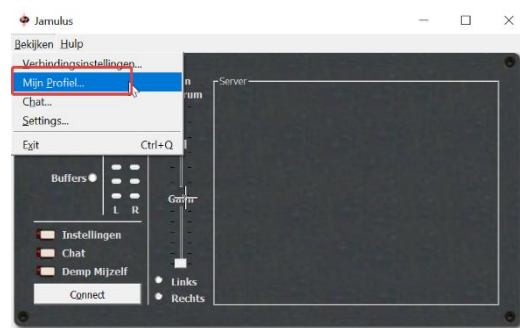 Jamulus
Bekijken Hulp
Verbindingsinstellingen...
Mijn Profiel...
Chat...
Settings...
Exit Ctrl+Q
Server
Buffers
L R
Instellingen
Chat
Demp Mijzelf
Connect
Links
Rechts